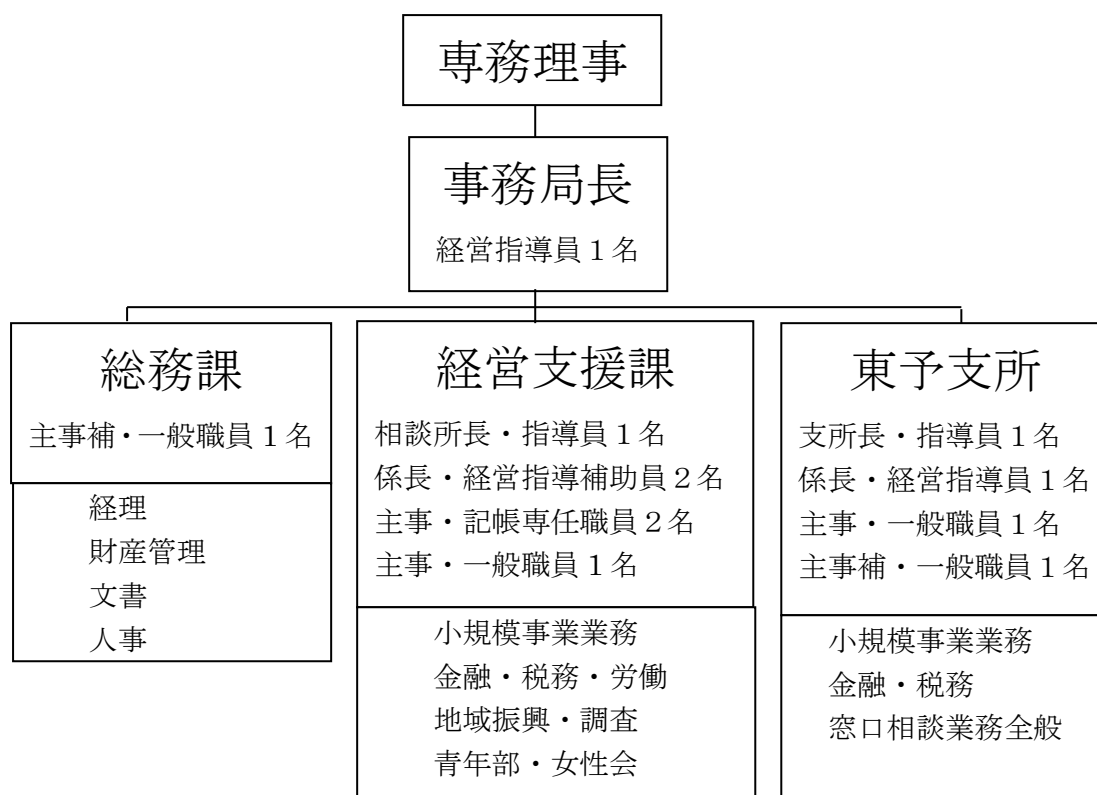 専務理事
事務局長
経営指導員１名
総務課
主事補・一般職員１名
経理
財産管理
文書
人事
経営支援課
相談所長・指導員１名
係長・経営指導補助員２名
主事・記帳専任職員２名
主事・一般職員１名
小規模事業業務
金融・税務・労働
地域振興・調査
青年部・女性会
東予支所
支所長・指導員１名
係長・経営指導員１名
主事・一般職員１名
主事補・一般職員１名
小規模事業業務
金融・税務
窓口相談業務全般